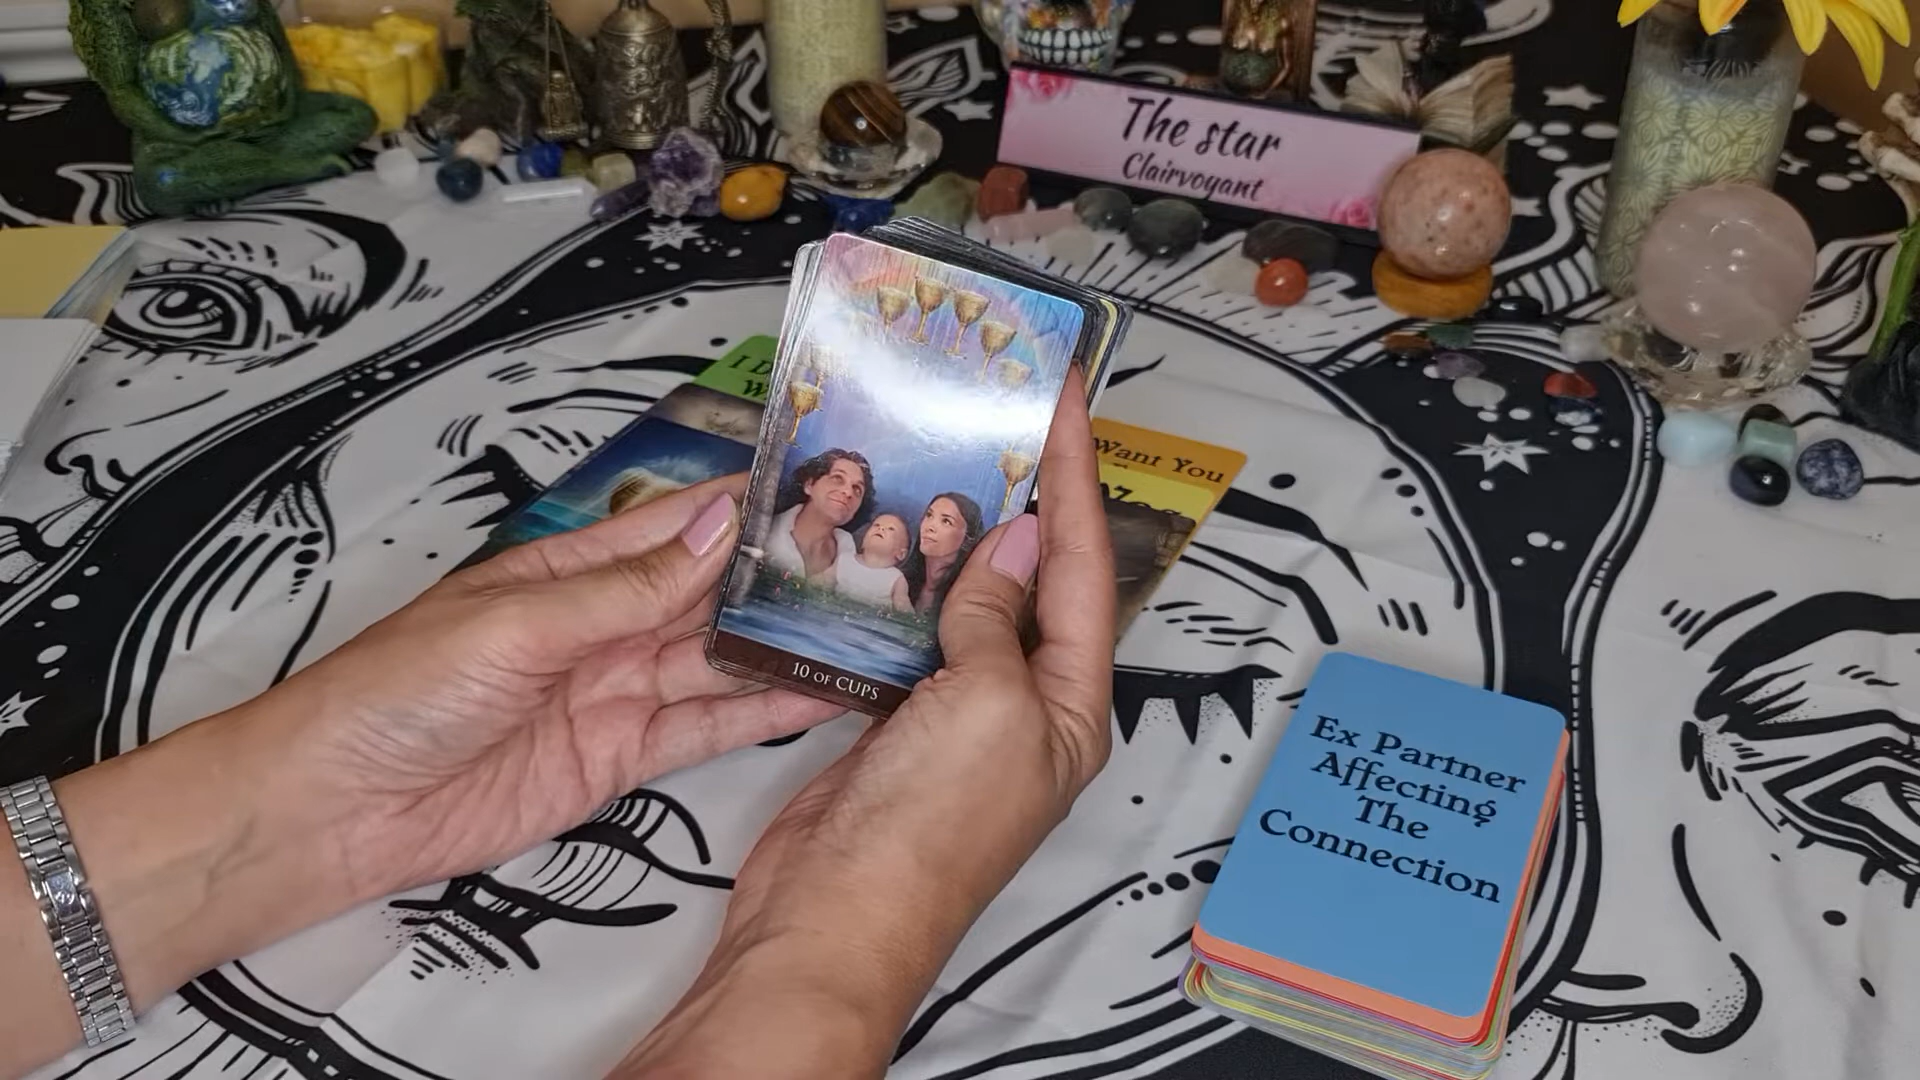 The star
Clairvoyant
I D
W
Want You
10 OF CUPS
Ex Partner
Affecting
The
Connection